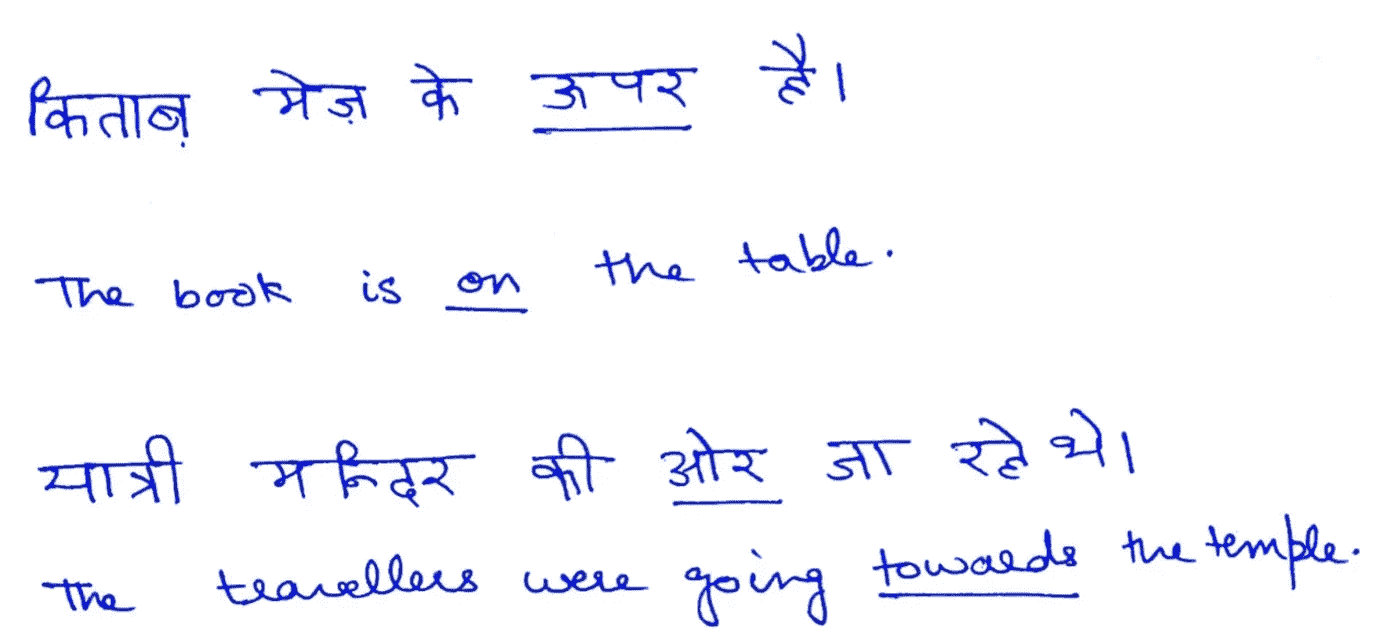 किताब़ मेज़ के ऊपर है।
The book is on the table.
यात्री मन्दिर की ओर जा रहे थे।
The travellers were going towards the temple.